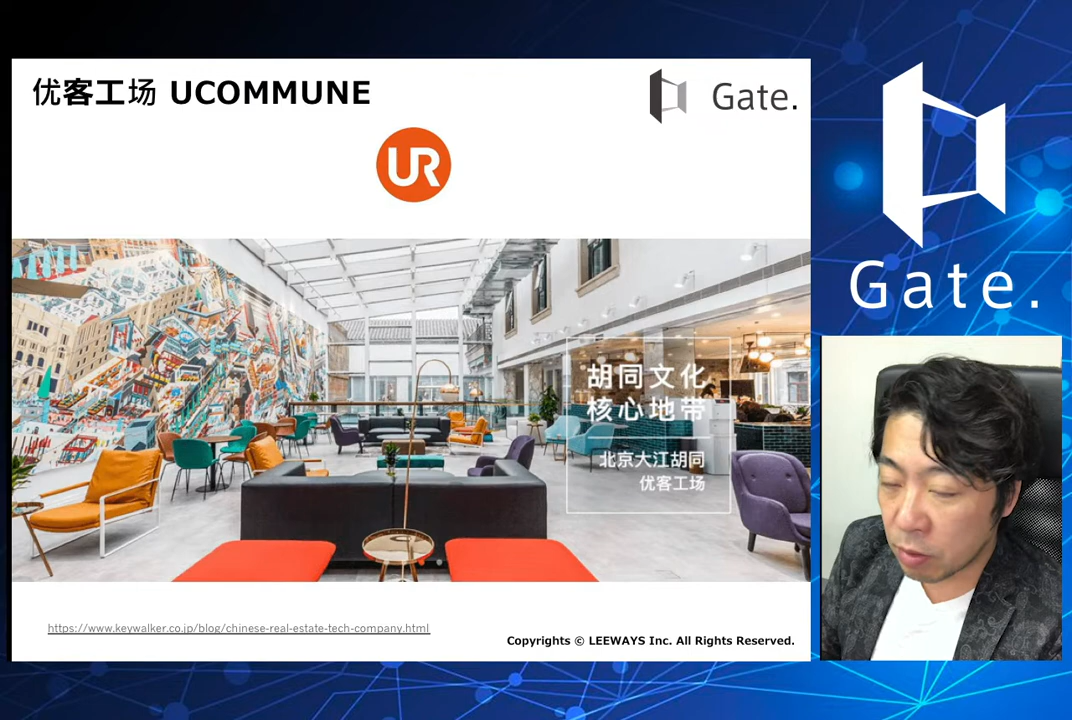 优客工场 UCOMMUNE
Gate.
UR
胡同文化
核心地带
北京大江胡同
优客工场
https://www.keywalker.co.jp/blog/chinese-real-estate-tech-company.html
Copyrights © LEEWAYS Inc. All Rights Reserved.
Gate.